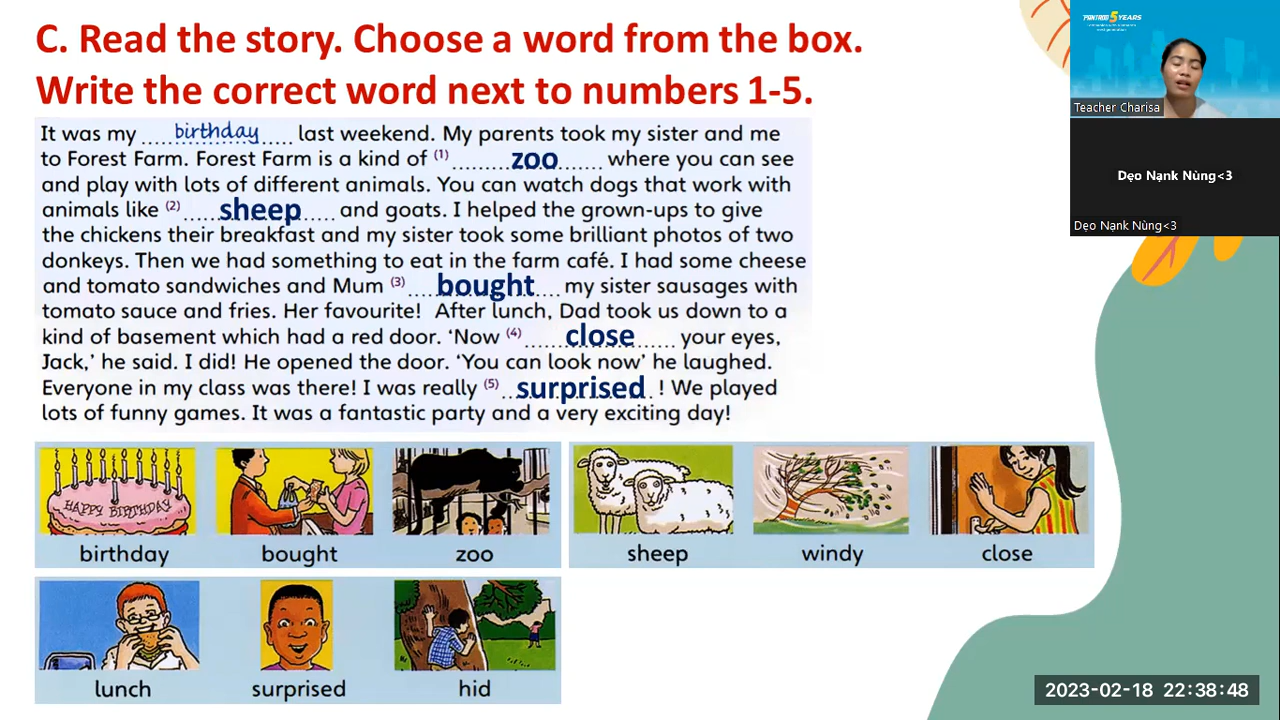 C. Read the story. Choose a word from the box.
Write the correct word next to numbers 1-5.
It was my birthday last weekend. My parents took my sister and me
to Forest Farm. Forest Farm is a kind of (1) zoo where you can see
and play with lots of different animals. You can watch dogs that work with
animals like (2) sheep and goats. I helped the grown-ups to give
the chickens their breakfast and my sister took some brilliant photos of two
donkeys. Then we had something to eat in the farm café. I had some cheese
and tomato sandwiches and Mum (3) bought my sister sausages with
tomato sauce and fries. Her favourite! After lunch, Dad took us down to a
kind of basement which had a red door. ‘Now (4) close your eyes,
Jack,’ he said. I did! He opened the door. ‘You can look now’ he laughed.
Everyone in my class was there! I was really (5) surprised! We played
lots of funny games. It was a fantastic party and a very exciting day!
HAPPY BIRTHDAY
birthday bought zoo
sheep windy close
lunch surprised hid
5 YEARS
Teacher Charisa
Dẹo Nạnk Nùng<3
Dẹo Nạnk Nùng<3
2023-02-18 22:38:48